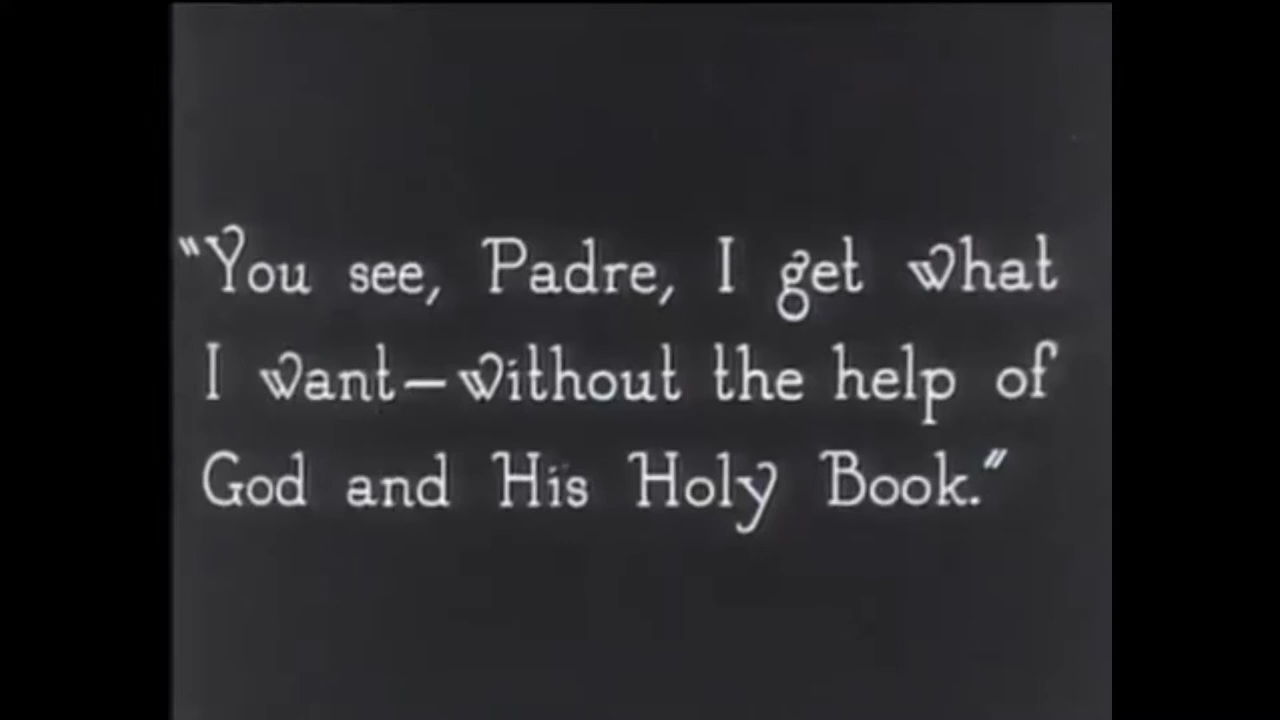 "You see, Padre, I get what
I want—without the help of
God and His Holy Book."